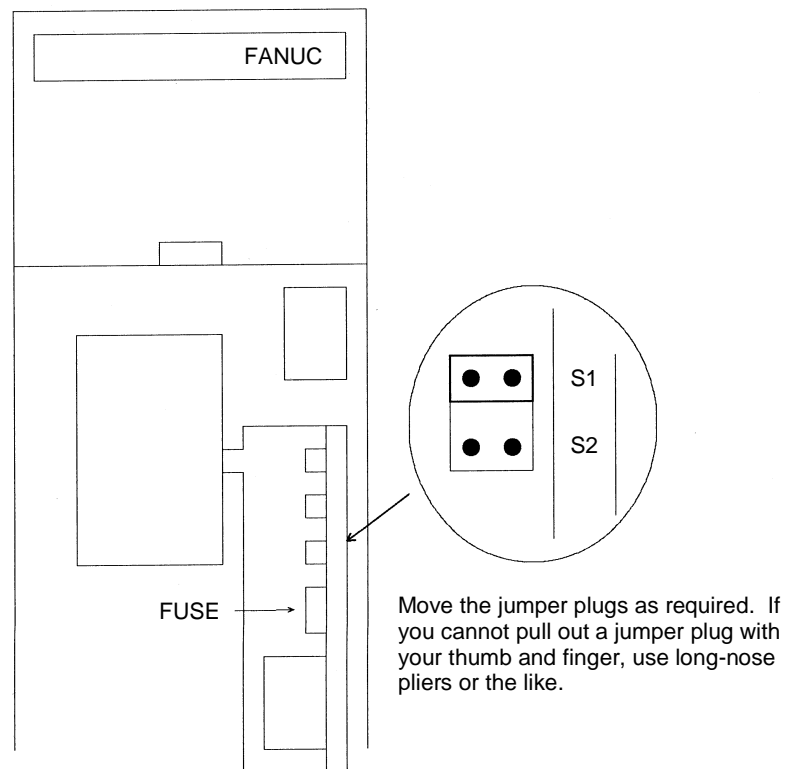 FANUC
S1
S2
FUSE
Move the jumper plugs as required. If
you cannot pull out a jumper plug with
your thumb and finger, use long-nose
pliers or the like.